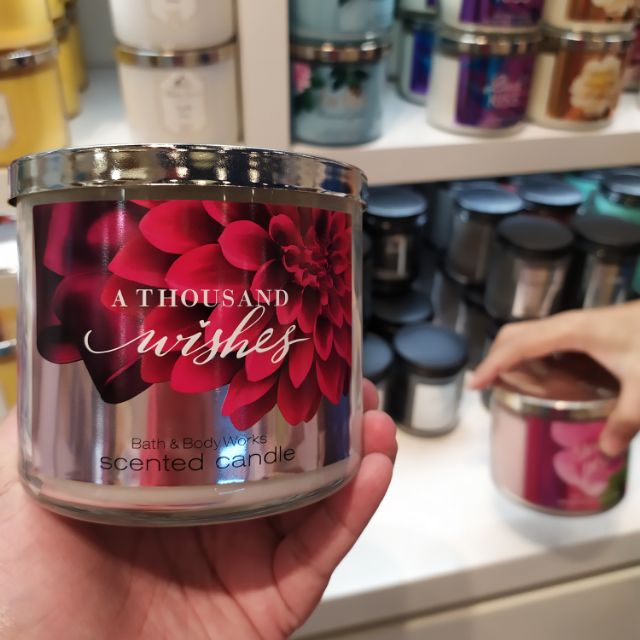 A THOUSAND
wishes
Bath & Body Works
scented candle